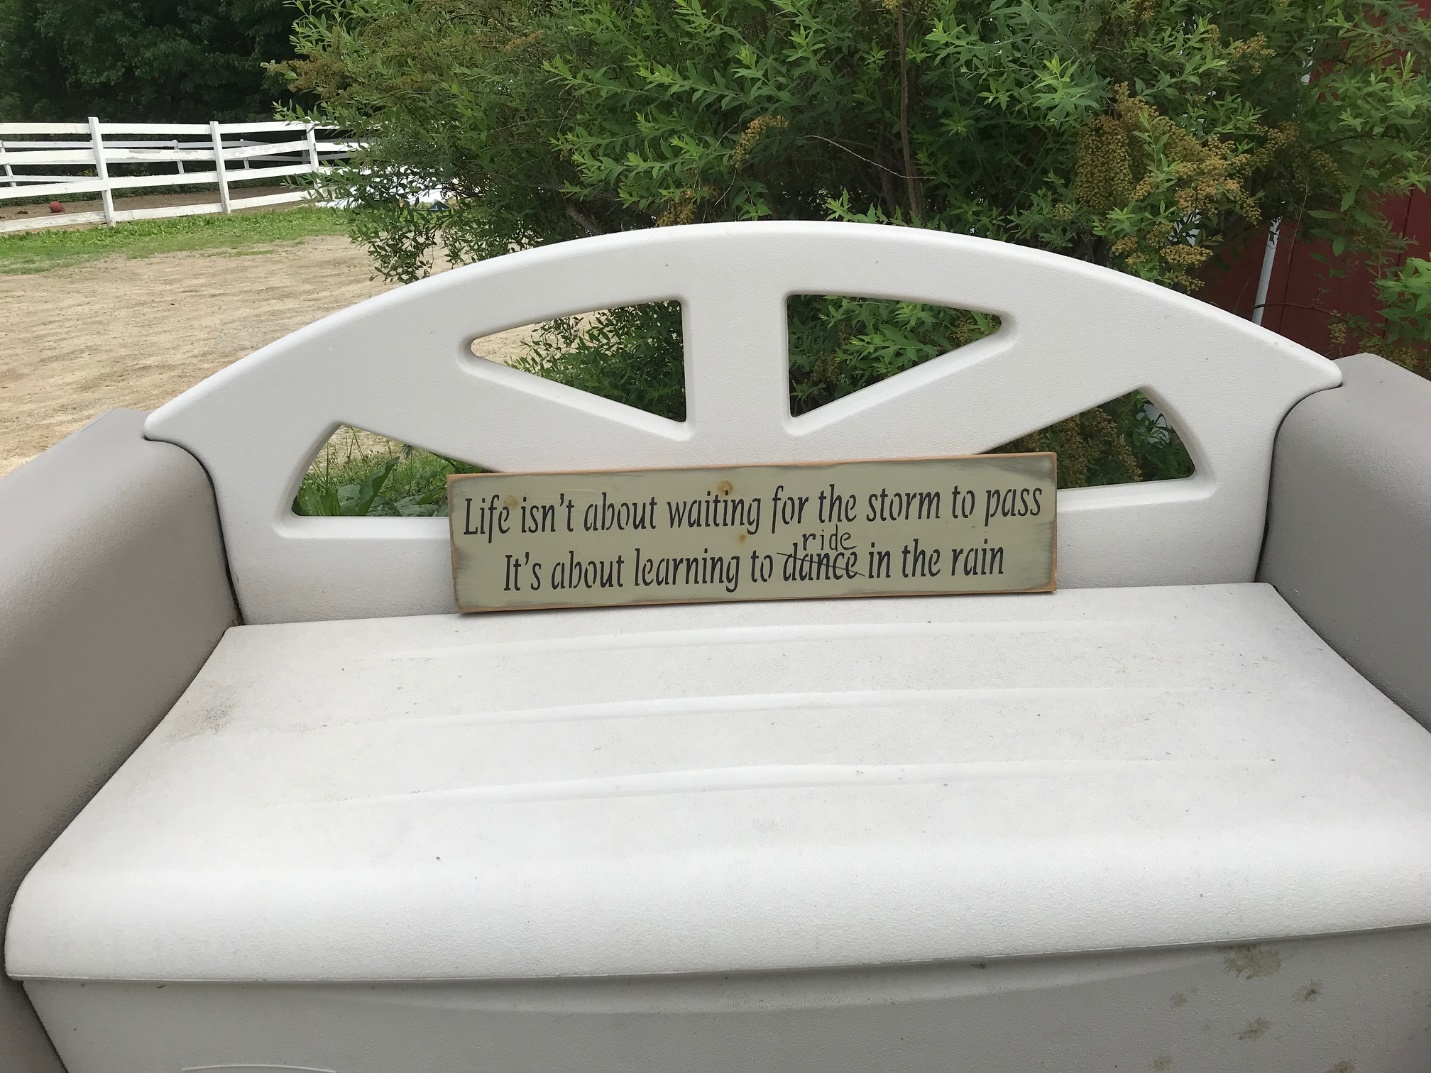 Life isn't about waiting for the storm to pass
ride
It's about learning to dance in the rain